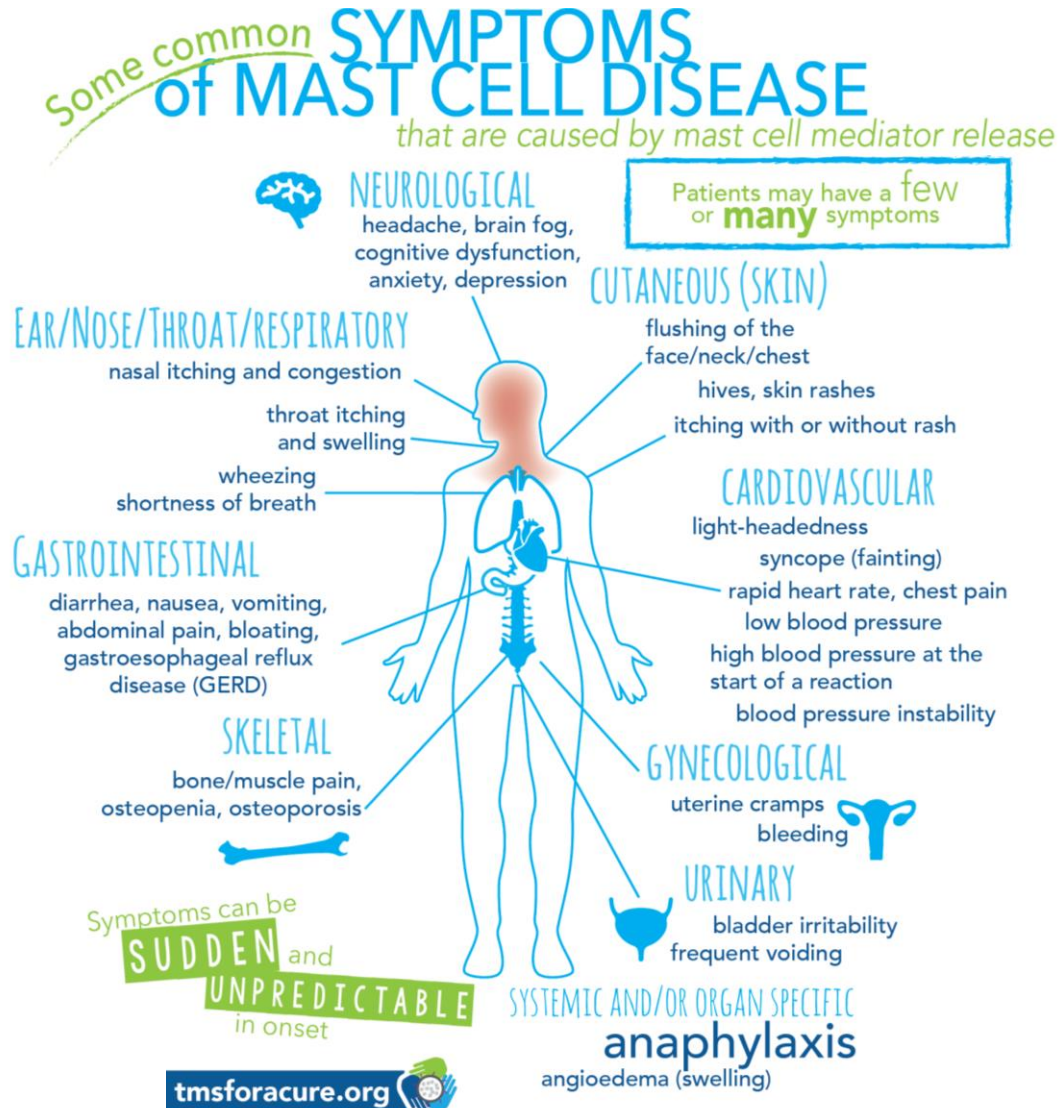 Some common SYMPTOMS
of MAST CELL DISEASE
that are caused by mast cell mediator release
Patients may have a few
or many symptoms
NEUROLOGICAL
headache, brain fog,
cognitive dysfunction,
anxiety, depression
CUTANEOUS (SKIN)
flushing of the
face/neck/chest
hives, skin rashes
itching with or without rash
EAR/NOSE/THROAT/RESPIRATORY
nasal itching and congestion
throat itching
and swelling
wheezing
shortness of breath
CARDIOVASCULAR
light-headedness
syncope (fainting)
rapid heart rate, chest pain
low blood pressure
high blood pressure at the
start of a reaction
blood pressure instability
GASTROINTESTINAL
diarrhea, nausea, vomiting,
abdominal pain, bloating,
gastroesophageal reflux
disease (GERD)
SKELETAL
bone/muscle pain,
osteopenia, osteoporosis
GYNECOLOGICAL
uterine cramps
bleeding
URINARY
bladder irritability
frequent voiding
Symptoms can be
SUDDEN and
UNPREDICTABLE
in onset
SYSTEMIC AND/OR ORGAN SPECIFIC
anaphylaxis
angioedema (swelling)
tmsforacure.org